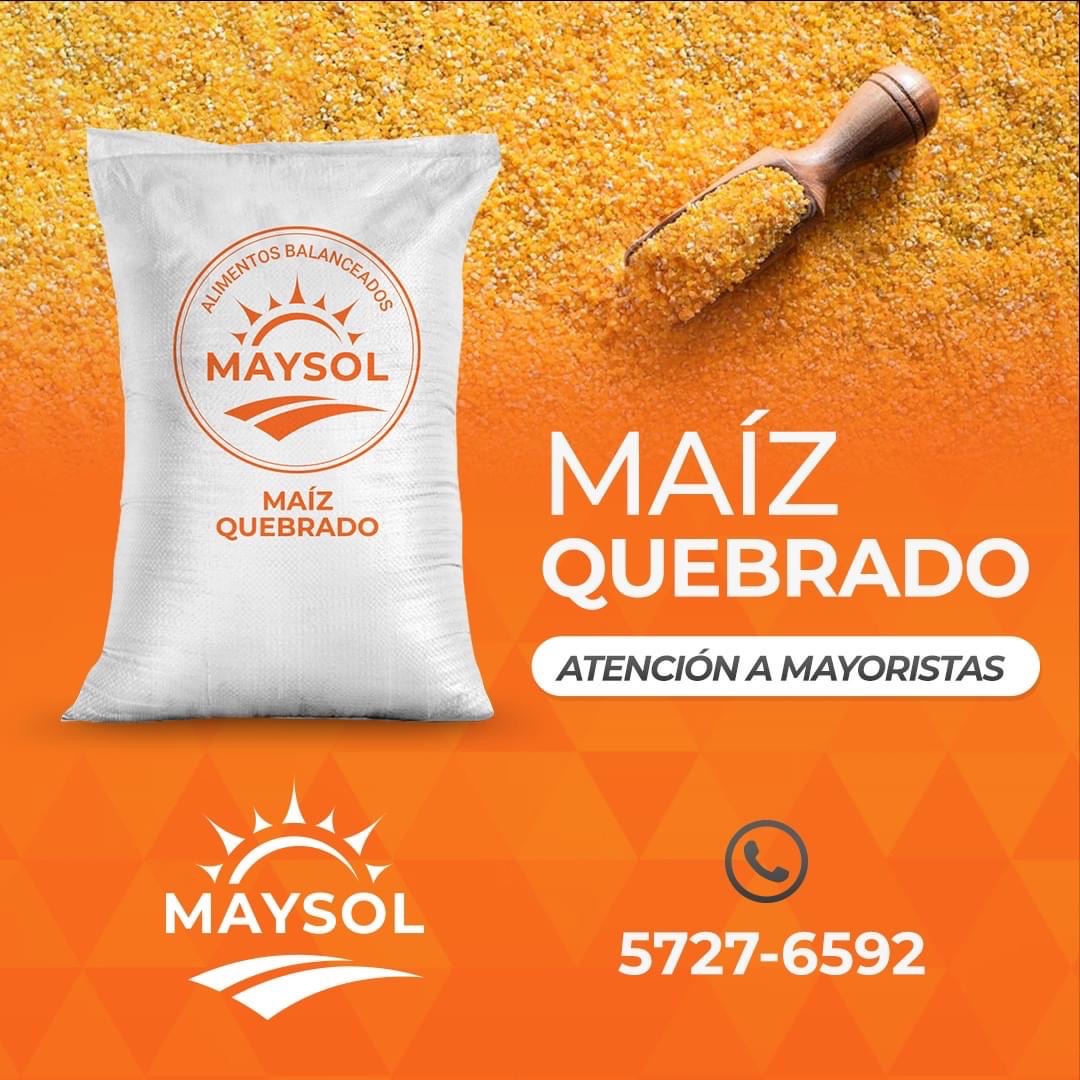 ALIMENTOS BALANCEADOS
MAYSOL
MAÍZ
QUEBRADO
MAÍZ
QUEBRADO
ATENCIÓN A MAYORISTAS
MAYSOL
5727-6592